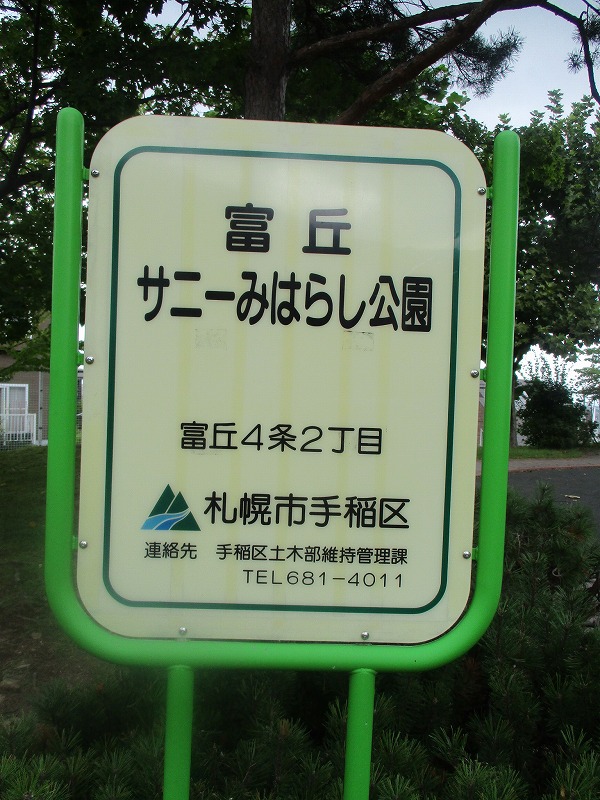 富丘
サニーみはらし公園
富丘4条2丁目
札幌市手稲区
連絡先 手稲区土木部維持管理課
TEL681-4011